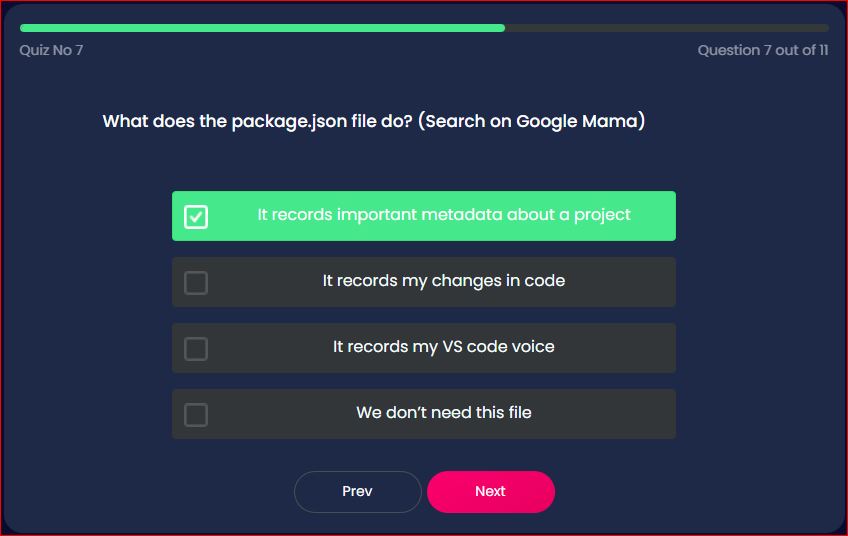 Quiz No 7
Question 7 out of 11
What does the package.json file do? (Search on Google Mama)
It records important metadata about a project
It records my changes in code
It records my VS code voice
We don’t need this file
Prev
Next